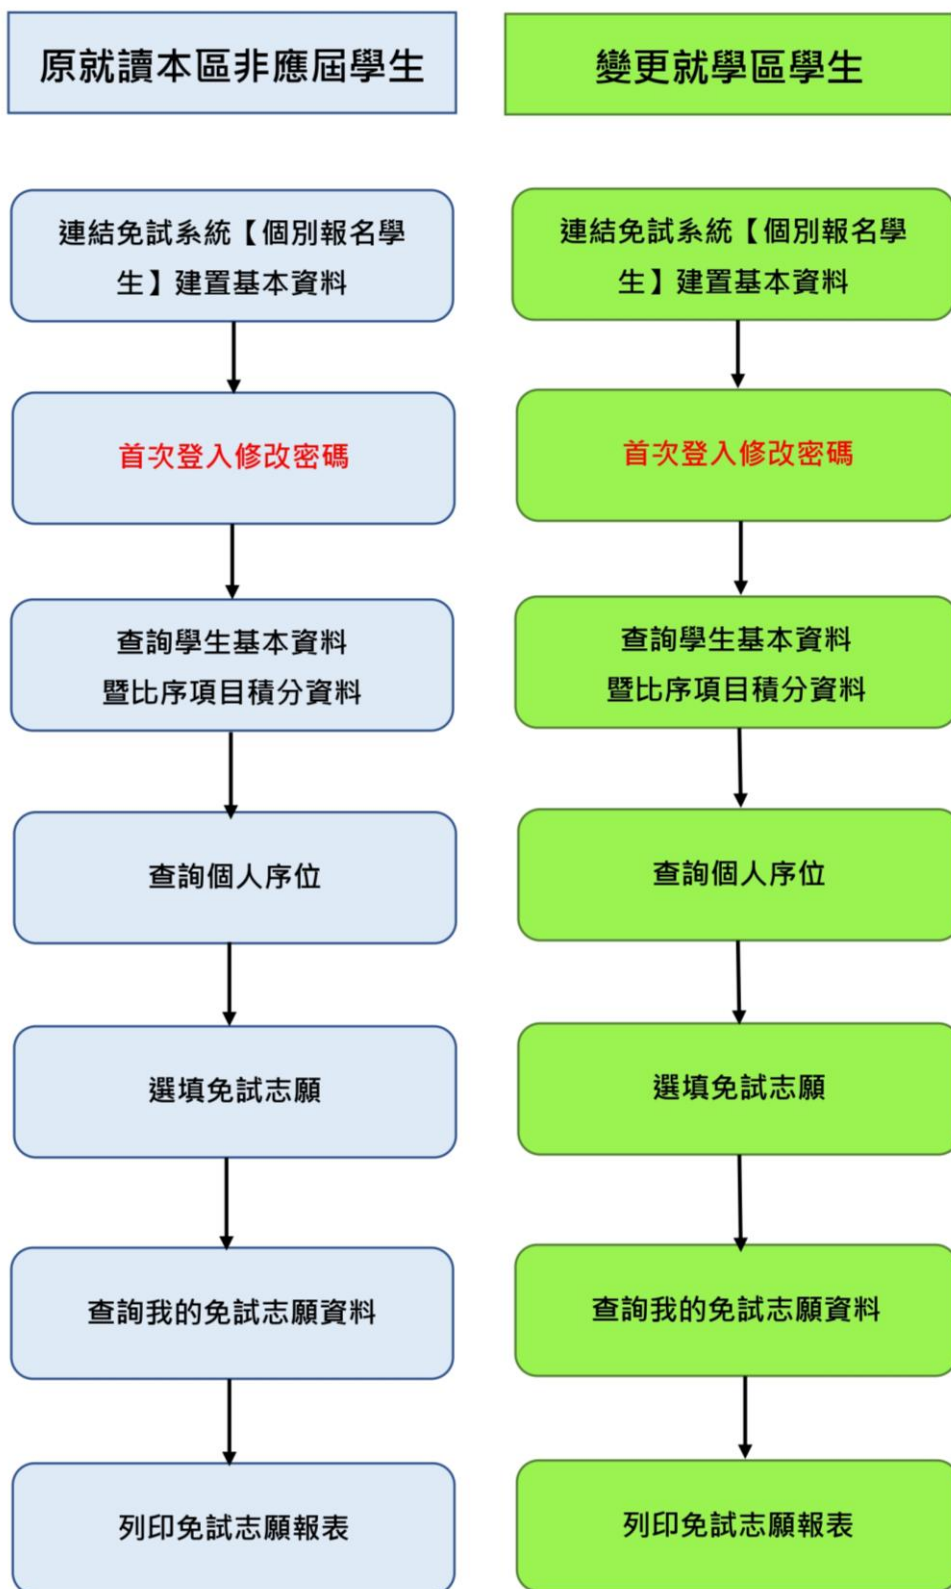 原就讀本區非應屆學生
連結免試系統【個別報名學
生】建置基本資料
首次登入修改密碼
查詢學生基本資料
暨比序項目積分資料
查詢個人序位
選填免試志願
查詢我的免試志願資料
列印免試志願報表
變更就學區學生
連結免試系統【個別報名學
生】建置基本資料
首次登入修改密碼
查詢學生基本資料
暨比序項目積分資料
查詢個人序位
選填免試志願
查詢我的免試志願資料
列印免試志願報表